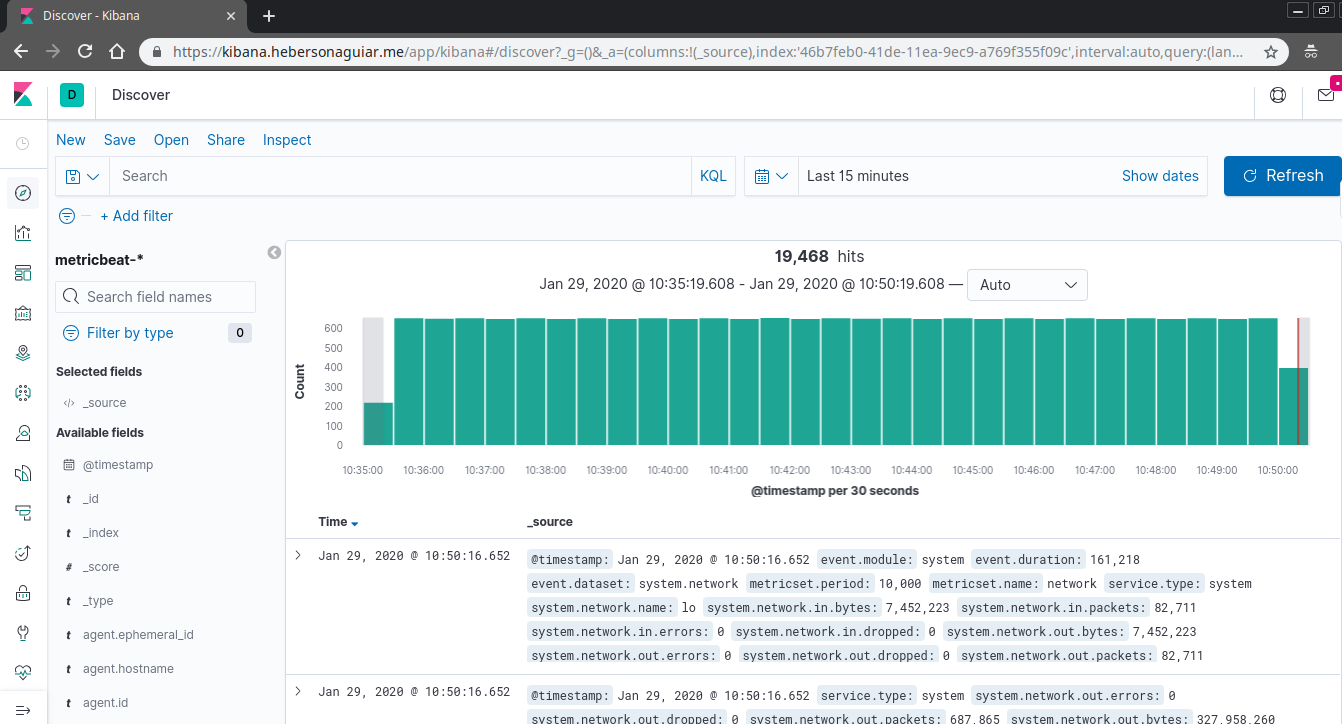 Discover - Kibana
https://kibana.hebersonaguiar.me/app/kibana#/discover?_g=()&_a=(columns:!(_source),index:'46b7feb0-41de-11ea-9ec9-a769f355f09c',interval:auto,query:(lan...
D Discover
New Save Open Share Inspect
Search KQL Last 15 minutes Show dates Refresh
+ Add filter
metricbeat-*
Search field names
Filter by type 0
Selected fields
_source
Available fields
@timestamp
t _id
t _index
# _score
t _type
t agent.ephemeral_id
t agent.hostname
t agent.id
19,468 hits
Jan 29, 2020 @ 10:35:19.608 - Jan 29, 2020 @ 10:50:19.608 — Auto
Count
600
500
400
300
200
100
0
10:35:00 10:36:00 10:37:00 10:38:00 10:39:00 10:40:00 10:41:00 10:42:00 10:43:00 10:44:00 10:45:00 10:46:00 10:47:00 10:48:00 10:49:00 10:50:00
@timestamp per 30 seconds
Time _source
Jan 29, 2020 @ 10:50:16.652 @timestamp: Jan 29, 2020 @ 10:50:16.652 event.module: system event.duration: 161,218
event.dataset: system.network metricset.period: 10,000 metricset.name: network service.type: system
system.network.name: lo system.network.in.bytes: 7,452,223 system.network.in.packets: 82,711
system.network.in.errors: 0 system.network.in.dropped: 0 system.network.out.bytes: 7,452,223
system.network.out.errors: 0 system.network.out.dropped: 0 system.network.out.packets: 82,711
Jan 29, 2020 @ 10:50:16.652 @timestamp: Jan 29, 2020 @ 10:50:16.652 service.type: system system.network.out.errors: 0
system.network.out.dropped: 0 system.network.out.packets: 687,865 system.network.out.bytes: 327,958,260